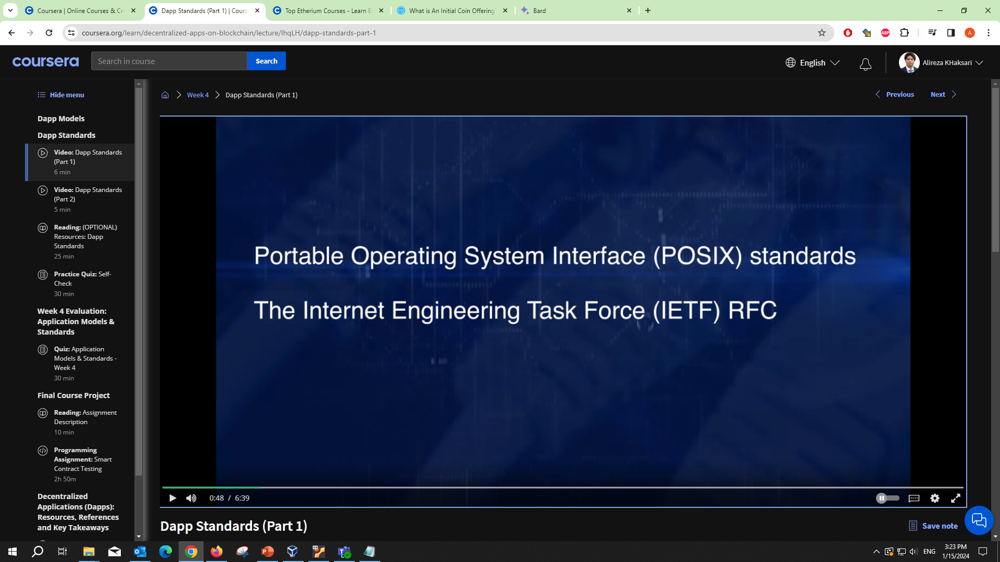 Coursera | Online Courses & Cr
Dapp Standards (Part 1) | Cours
Top Etherium Courses - Learn Et
What is An Initial Coin Offering
Bard
coursera.org/learn/decentralized-apps-on-blockchain/lecture/lhqLH/dapp-standards-part-1
ABP
A
coursera
Search in course
Search
English
Alireza KHaksari
Hide menu
Week 4
Dapp Standards (Part 1)
Previous
Next
Dapp Models
Dapp Standards
Video: Dapp Standards
(Part 1)
6 min
Video: Dapp Standards
(Part 2)
5 min
Reading: (OPTIONAL)
Resources: Dapp
Standards
25 min
Practice Quiz: Self-
Check
30 min
Week 4 Evaluation:
Application Models &
Standards
Quiz: Application
Models & Standards -
Week 4
30 min
Final Course Project
Reading: Assignment
Description
10 min
Programming
Assignment: Smart
Contract Testing
2h 50m
Decentralized
Applications (Dapps):
Resources, References
and Key Takeaways
Portable Operating System Interface (POSIX) standards
The Internet Engineering Task Force (IETF) RFC
0:48 / 6:39
Dapp Standards (Part 1)
Save note
ENG
3:23 PM
1/15/2024